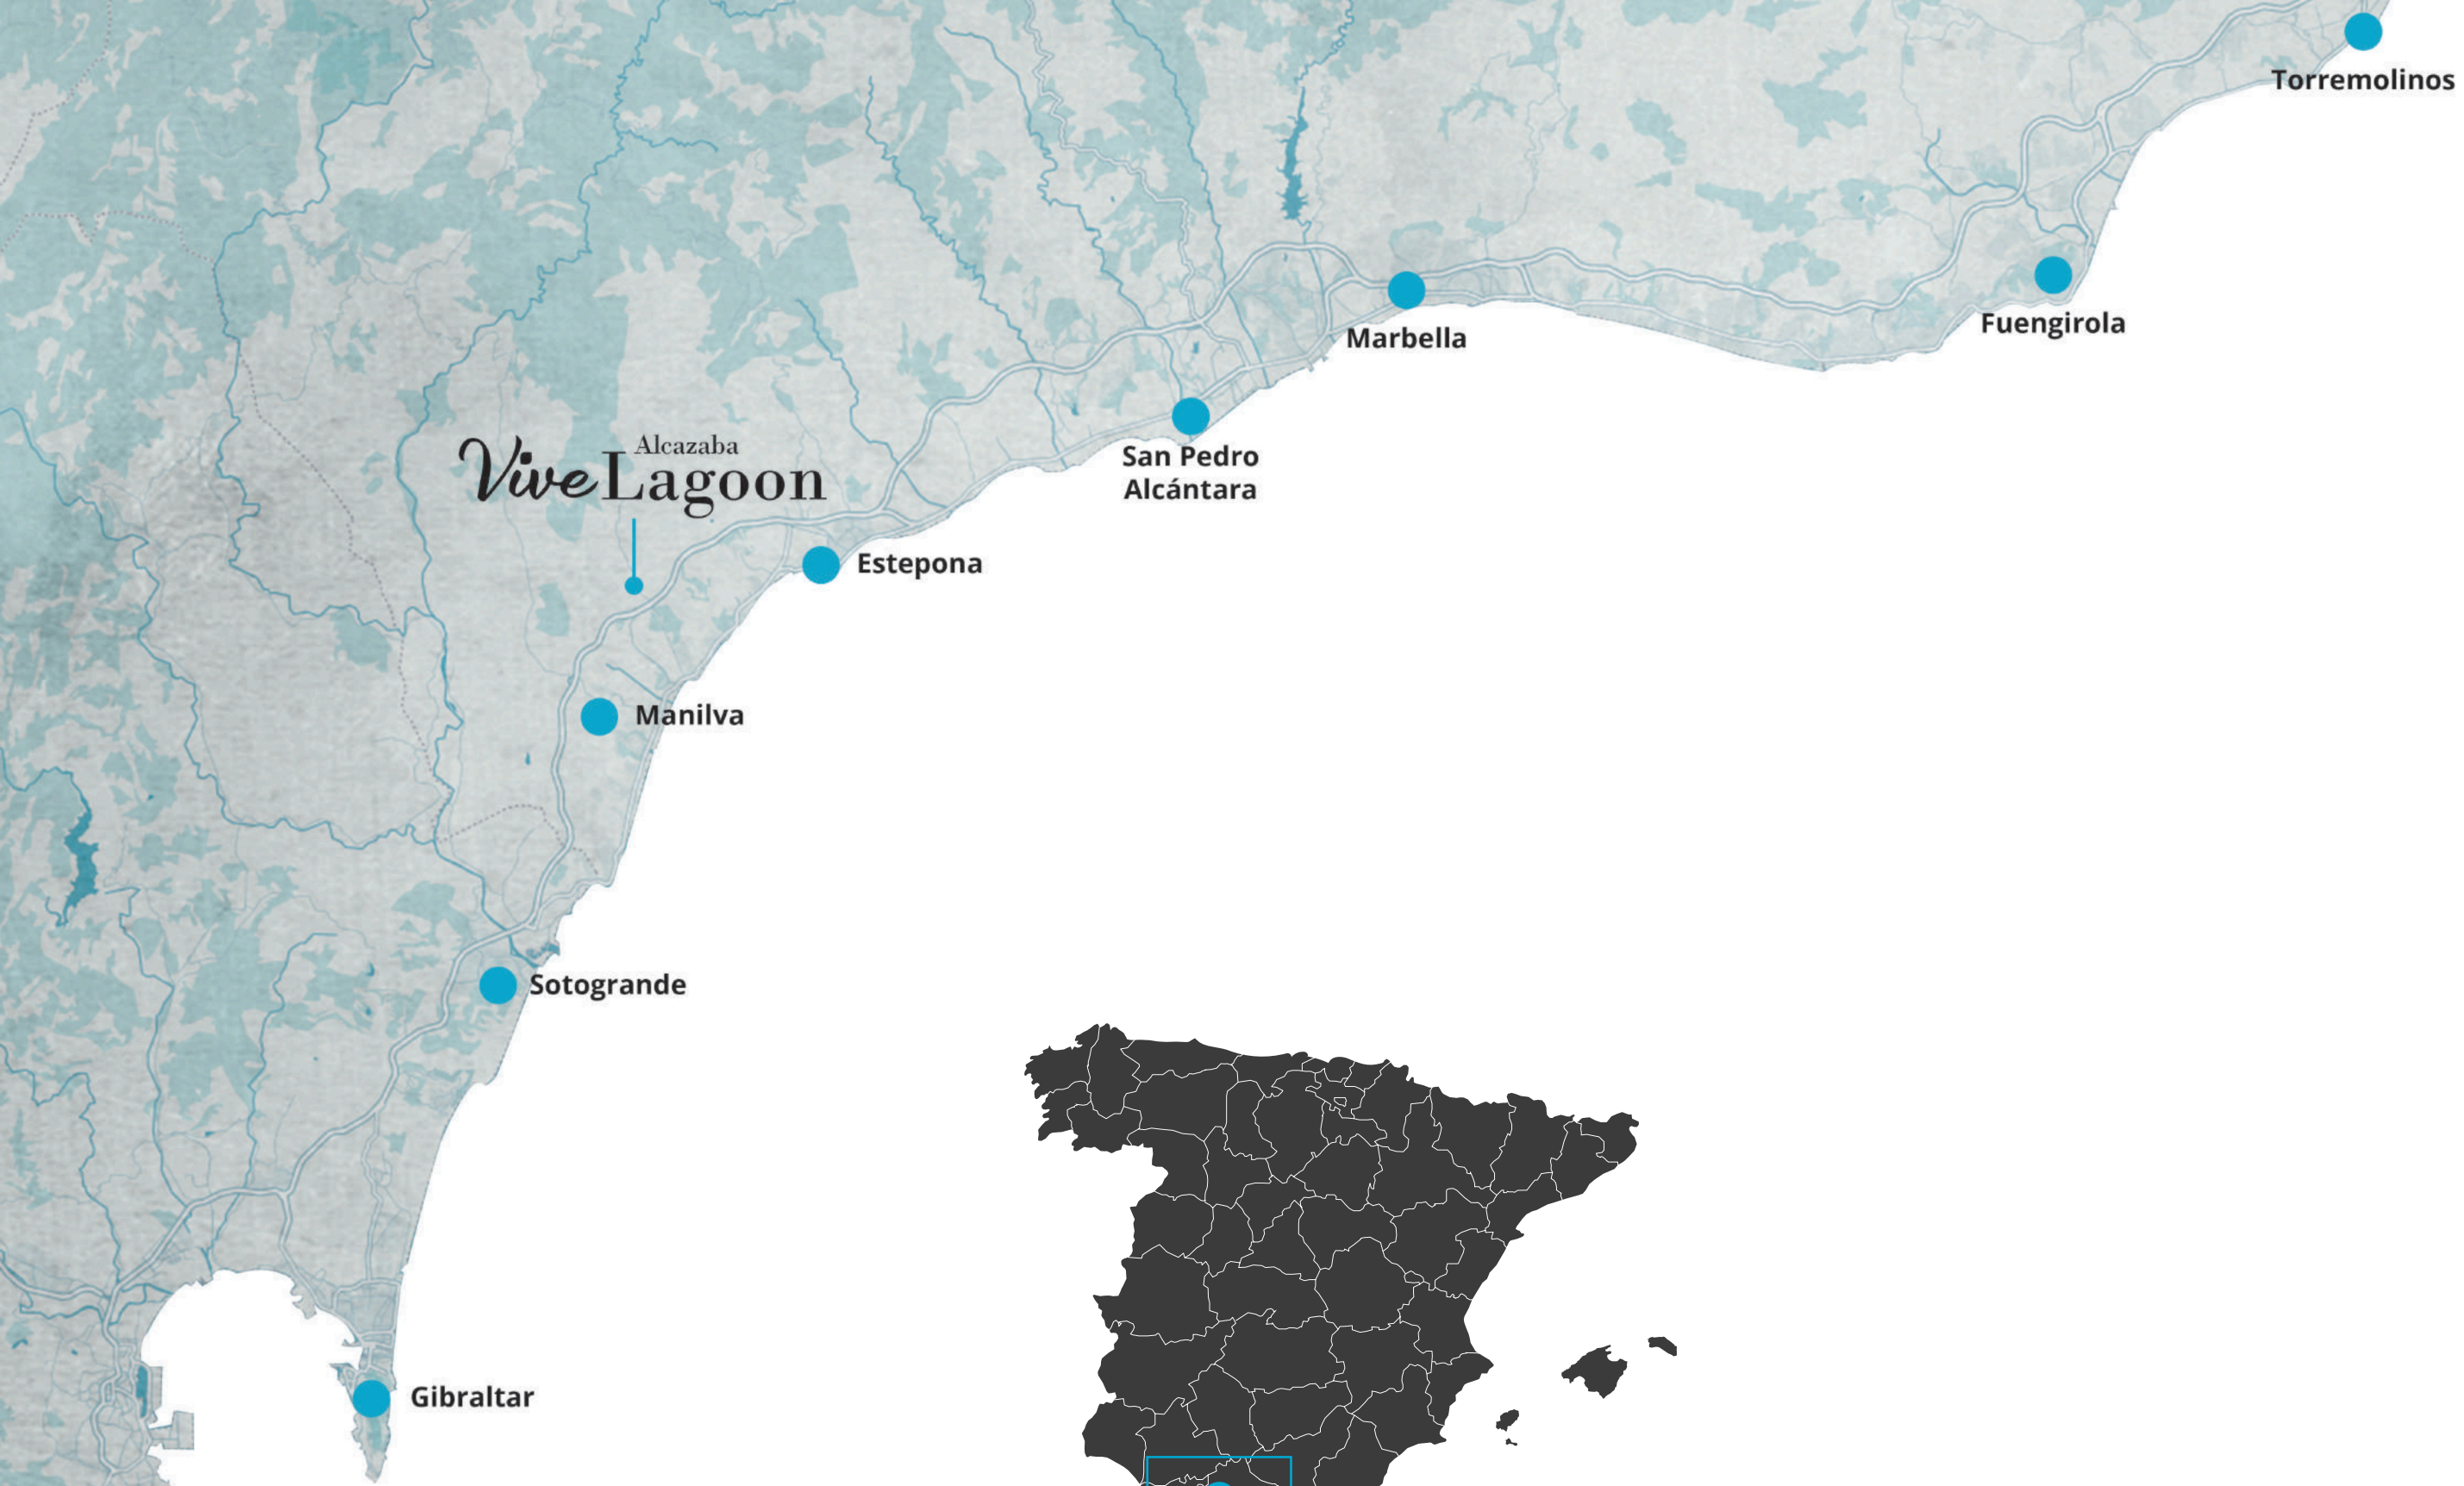 Torremolinos
Fuengirola
Marbella
Alcazaba
Vive Lagoon
San Pedro
Alcántara
Estepona
Manilva
Sotogrande
Gibraltar